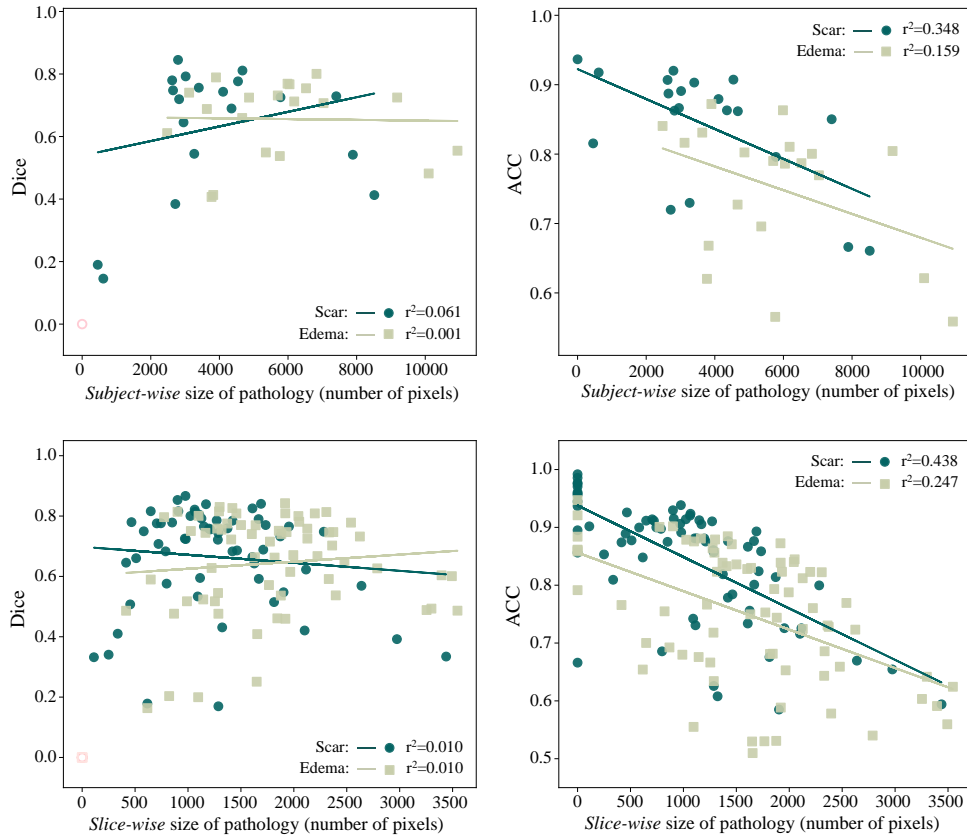 1.0
0.8
0.6
0.4
0.2
0.0
Dice
Scar: r²=0.061
Edema: r²=0.001
0 2000 4000 6000 8000 10000
Subject-wise size of pathology (number of pixels)
1.0
0.9
0.8
0.7
0.6
ACC
Scar: r²=0.348
Edema: r²=0.159
0 2000 4000 6000 8000 10000
Subject-wise size of pathology (number of pixels)
1.0
0.8
0.6
0.4
0.2
0.0
Dice
Scar: r²=0.010
Edema: r²=0.010
0 500 1000 1500 2000 2500 3000 3500
Slice-wise size of pathology (number of pixels)
1.0
0.9
0.8
0.7
0.6
0.5
ACC
Scar: r²=0.438
Edema: r²=0.247
0 500 1000 1500 2000 2500 3000 3500
Slice-wise size of pathology (number of pixels)